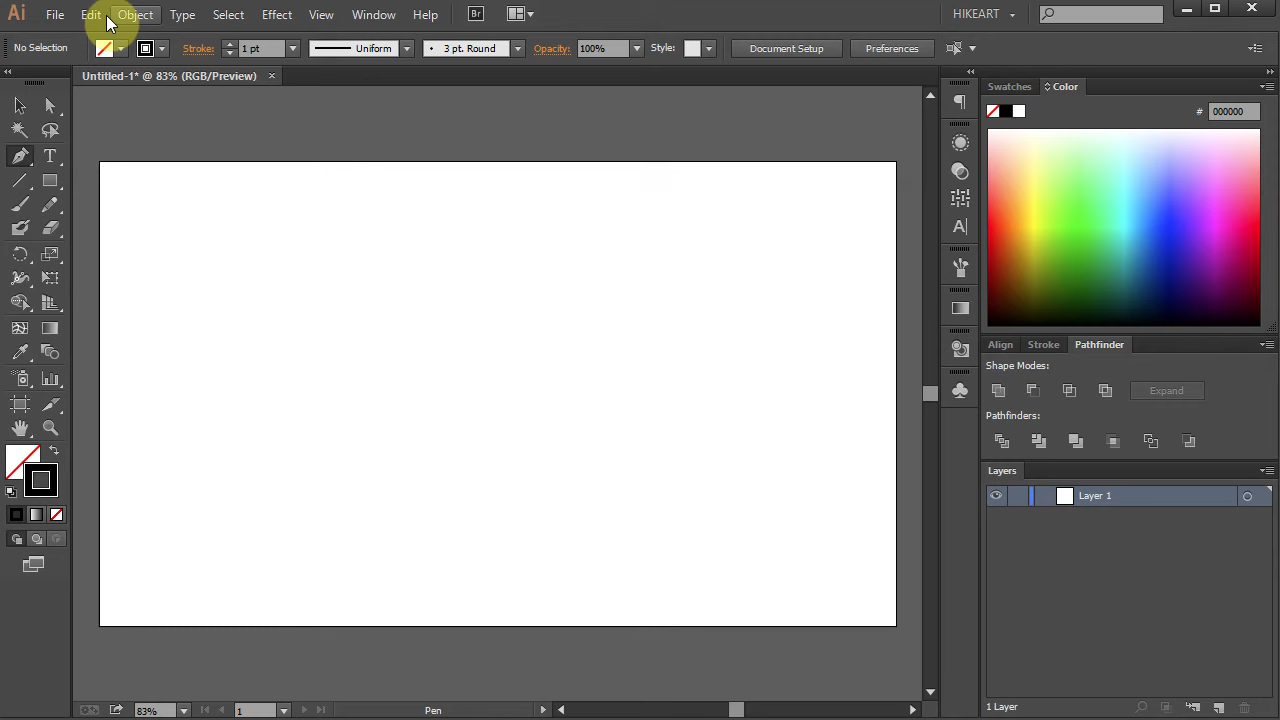 Ai File Edit Object Type Select Effect View Window Help Br HIKEART
No Selection Stroke: 1 pt Uniform 3 pt. Round Opacity: 100% Style: Document Setup Preferences
Untitled-1* @ 83% (RGB/Preview)
Swatches Color
# 000000
Align Stroke Pathfinder
Shape Modes:
Expand
Pathfinders:
Layers
Layer 1
1 Layer
83% 1 Pen